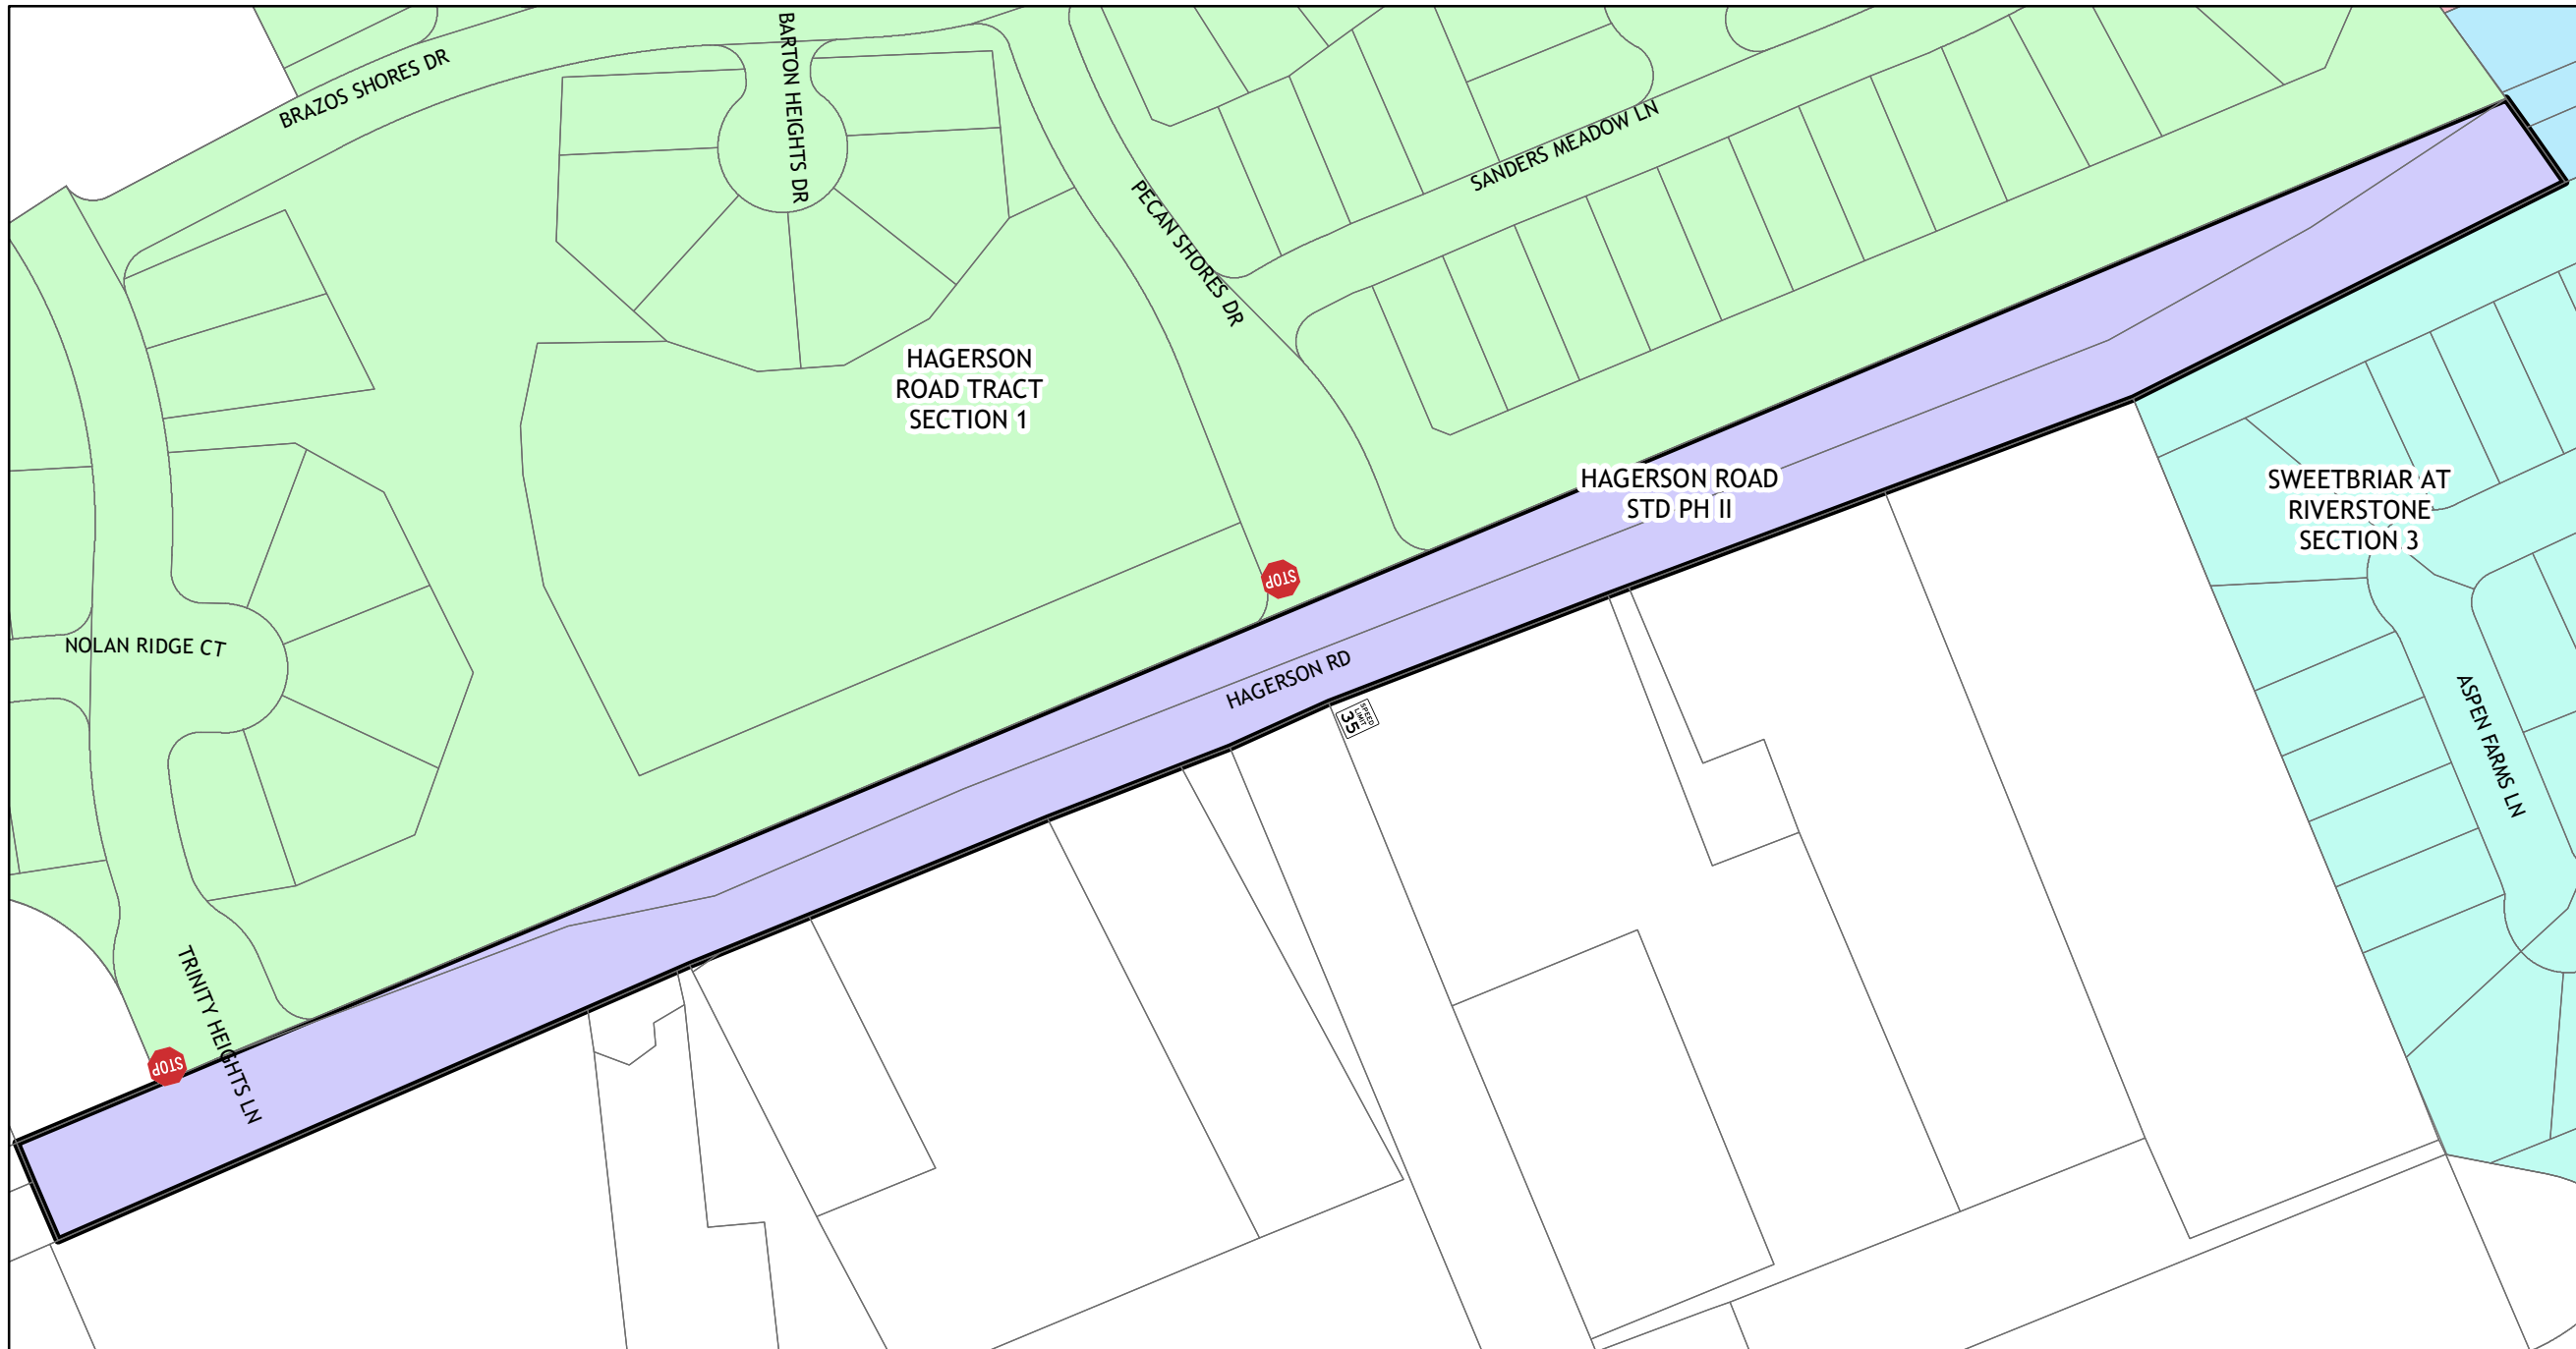 BRAZOS SHORES DR
BARTON HEIGHTS DR
SANDERS MEADOW LN
PECAN SHORES DR
HAGERSON
ROAD TRACT
SECTION 1
HAGERSON ROAD
STD PH II
SWEETBRIAR AT
RIVERSTONE
SECTION 3
STOP
NOLAN RIDGE CT
HAGERSON RD
SPEED
LIMIT
35
ASPEN FARMS LN
TRINITY HEIGHTS LN
STOP